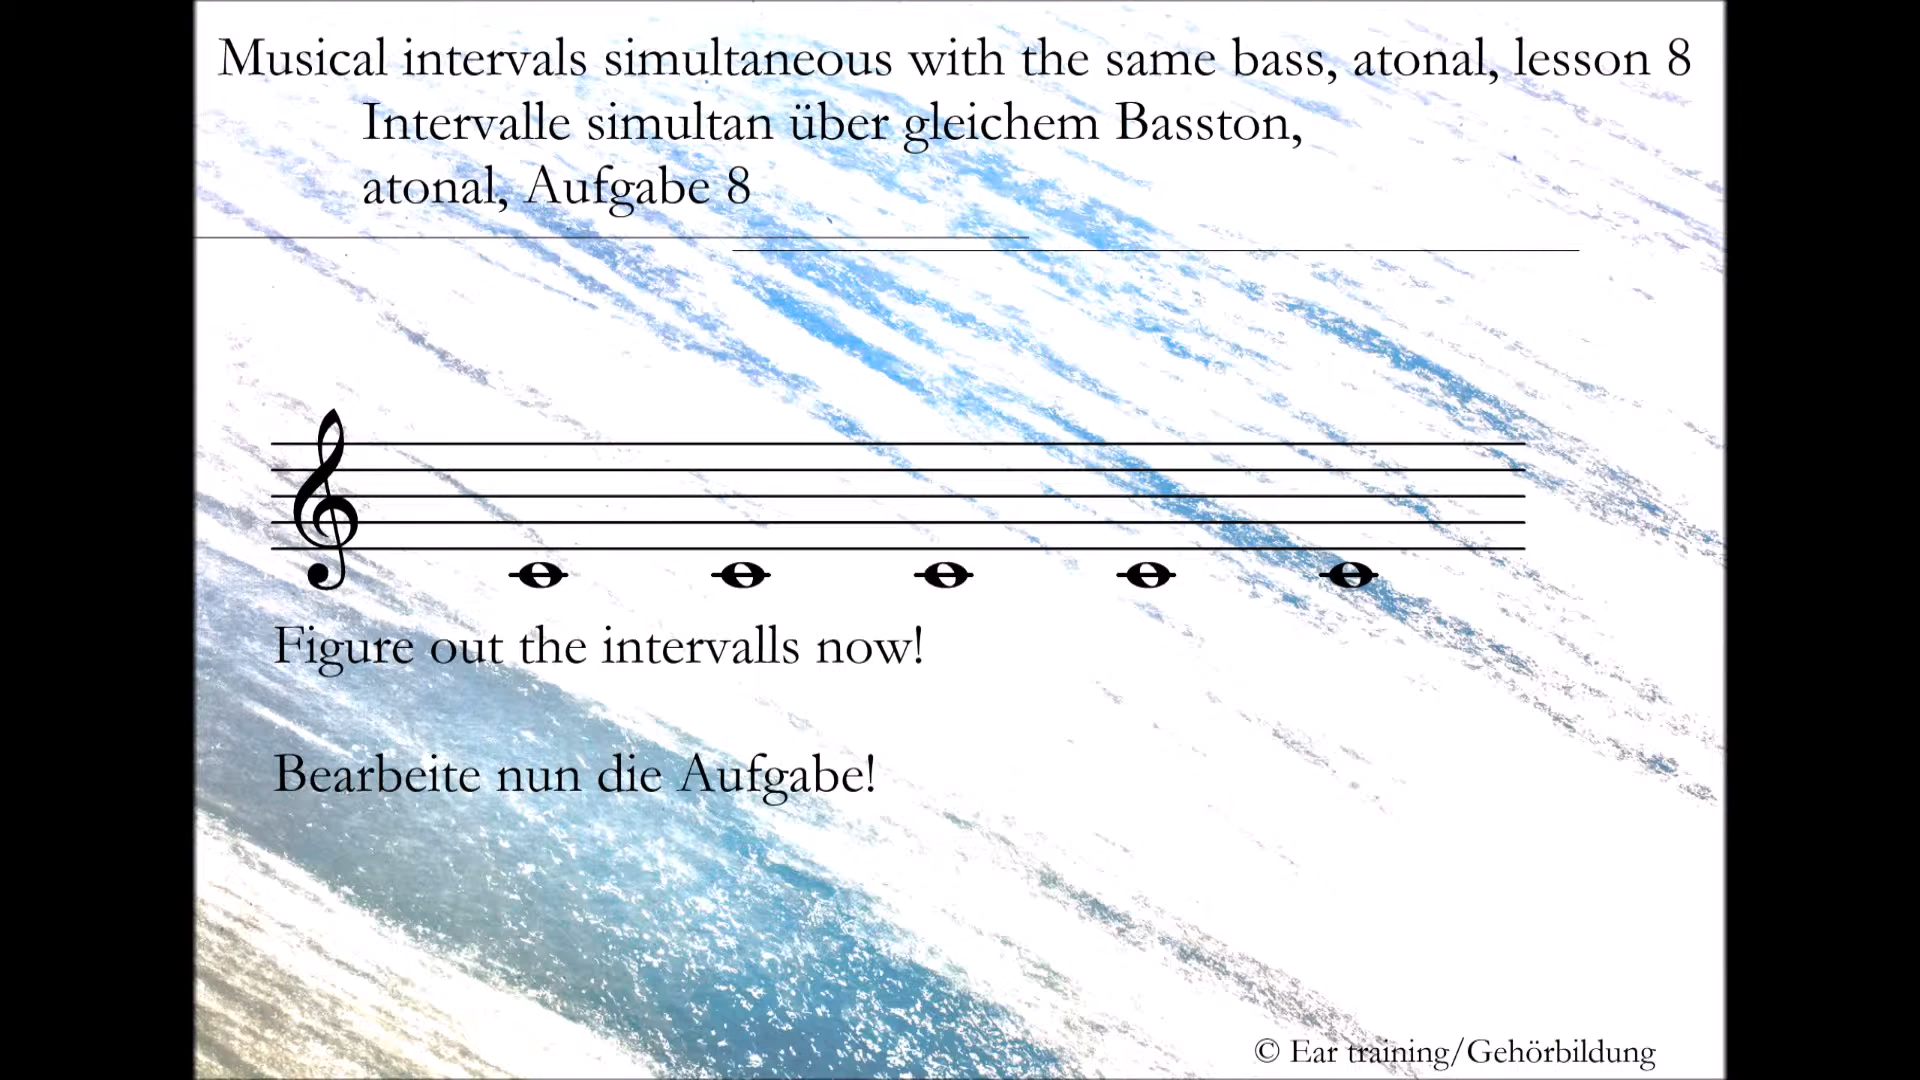 Musical intervals simultaneous with the same bass, atonal, lesson 8
Intervalle simultan über gleichem Basston,
atonal, Aufgabe 8
Figure out the intervalls now!
Bearbeite nun die Aufgabe!
© Ear training/Gehörbildung